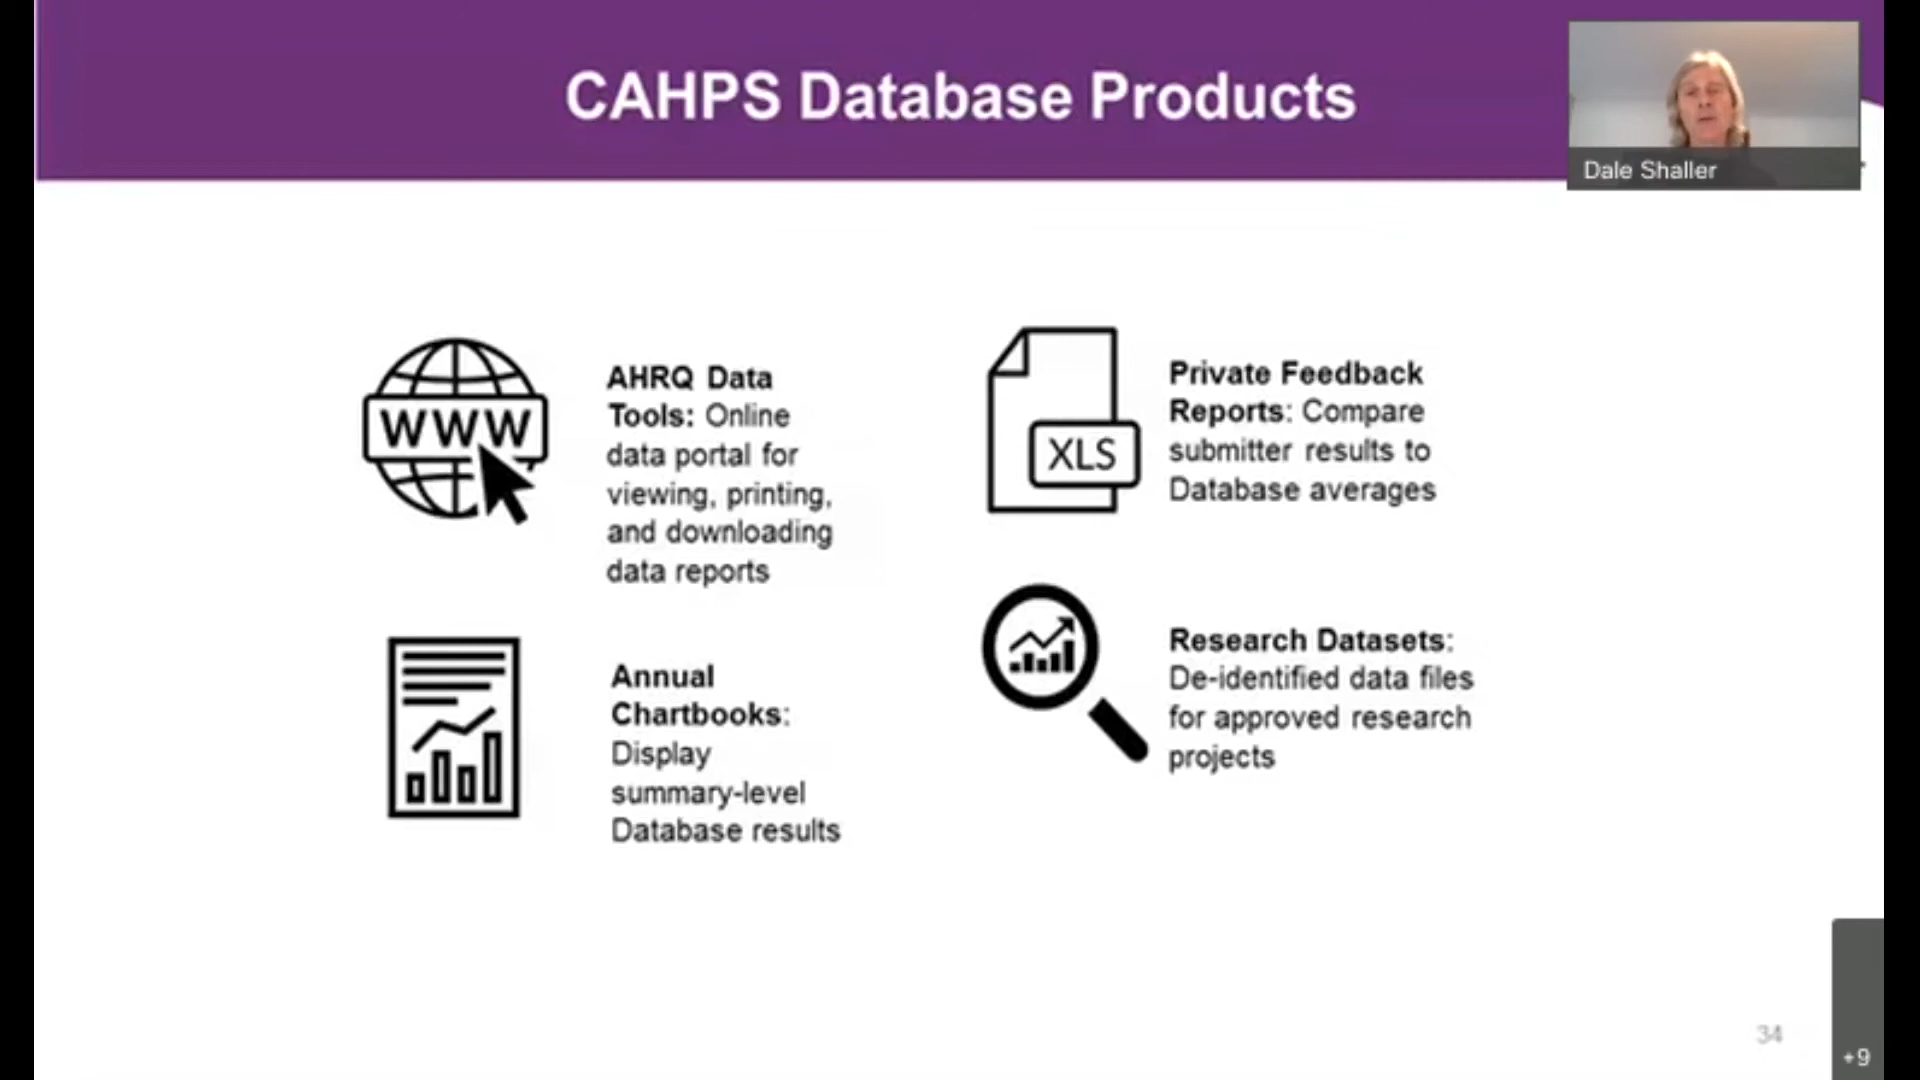 CAHPS Database Products
Dale Shaller
WWW
AHRQ Data
Tools: Online
data portal for
viewing, printing,
and downloading
data reports
XLS
Private Feedback
Reports: Compare
submitter results to
Database averages
Annual
Chartbooks:
Display
summary-level
Database results
Research Datasets:
De-identified data files
for approved research
projects
34
+9